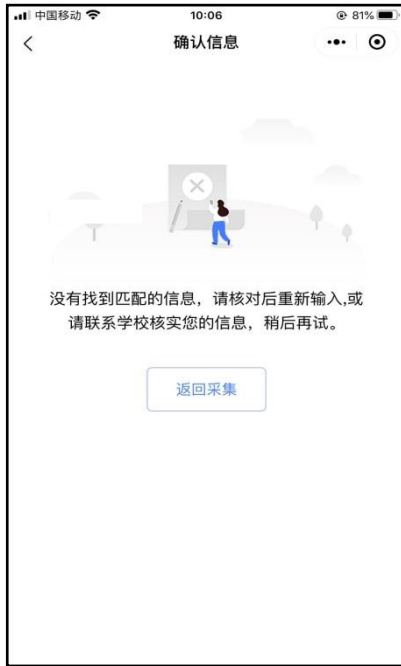 中国移动 10:06 81%
确认信息
没有找到匹配的信息，请核对后重新输入,或
请联系学校核实您的信息，稍后再试。
返回采集